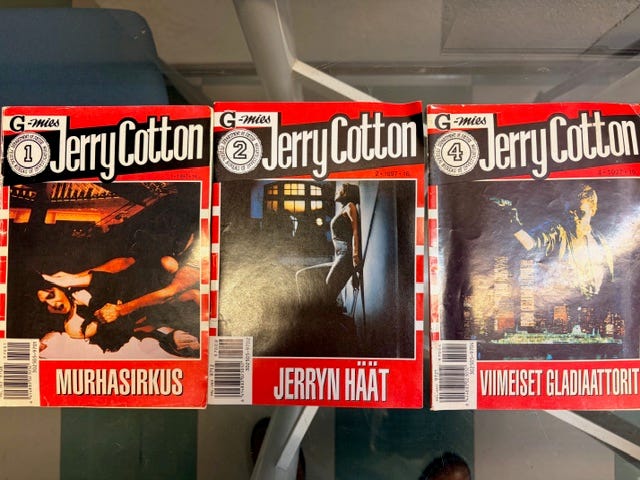 G-mies
1
Jerry Cotton
MURHASIRKUS
G-mies
2
Jerry Cotton
JERRYN HÄÄT
G-mies
4
Jerry Cotton
VIIMEISET GLADIAATTORIT